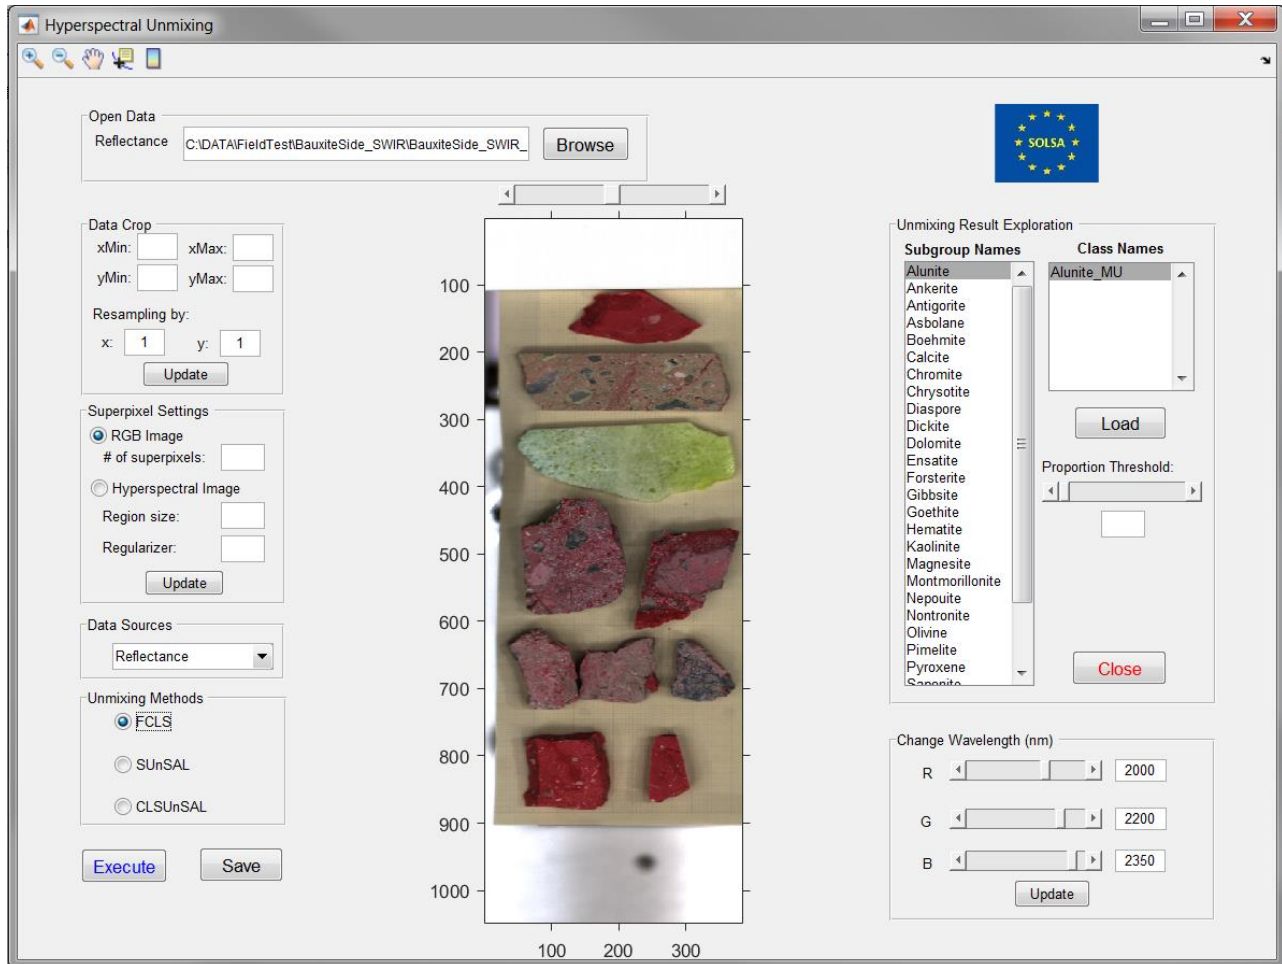 Hyperspectral Unmixing
Open Data
Reflectance C:\DATA\FieldTest\BauxiteSide_SWIR\BauxiteSide_SWIR_ Browse
SOLSA
Data Crop
xMin: xMax:
yMin: yMax:
Resampling by:
x: 1 y: 1
Update
Superpixel Settings
RGB Image
# of superpixels:
Hyperspectral Image
Region size:
Regularizer:
Update
Data Sources
Reflectance
Unmixing Methods
FCLS
SUnSAL
CLSUnSAL
Execute Save
100
200
300
400
500
600
700
800
900
1000
100 200 300
Unmixing Result Exploration
Subgroup Names
Alunite
Ankerite
Antigorite
Asbolane
Boehmite
Calcite
Chromite
Chrysotite
Diaspore
Dickite
Dolomite
Ensatite
Forsterite
Gibbsite
Goethite
Hematite
Kaolinite
Magnesite
Montmorillonite
Nepouite
Nontronite
Olivine
Pimelite
Pyroxene
Saponite
Class Names
Alunite_MU
Load
Proportion Threshold:
Close
Change Wavelength (nm)
R 2000
G 2200
B 2350
Update